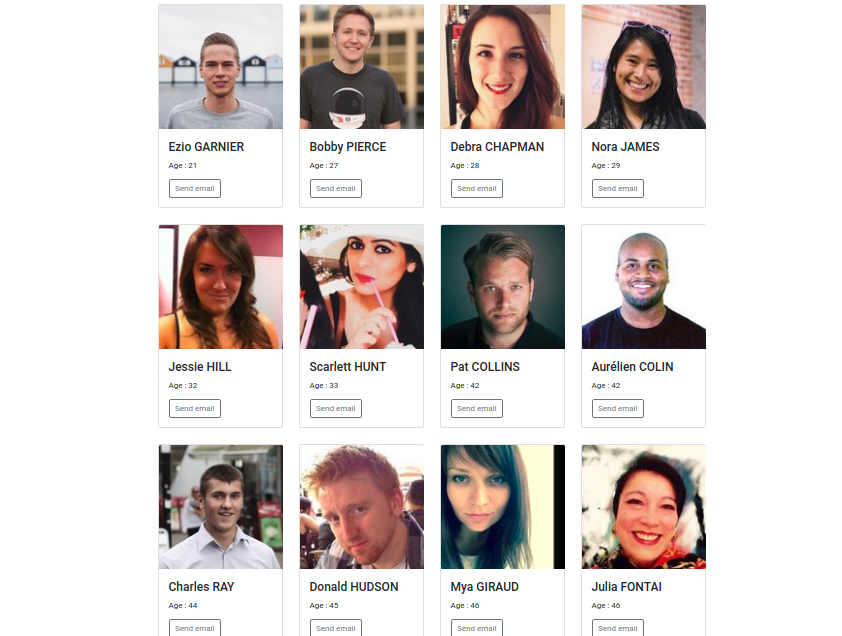 Ezio GARNIER
Age : 21
Send email
Bobby PIERCE
Age : 27
Send email
Debra CHAPMAN
Age : 28
Send email
Nora JAMES
Age : 29
Send email
Jessie HILL
Age : 32
Send email
Scarlett HUNT
Age : 33
Send email
Pat COLLINS
Age : 42
Send email
Aurélien COLIN
Age : 42
Send email
Charles RAY
Age : 44
Send email
Donald HUDSON
Age : 45
Send email
Mya GIRAUD
Age : 46
Send email
Julia FONTAI
Age : 46
Send email